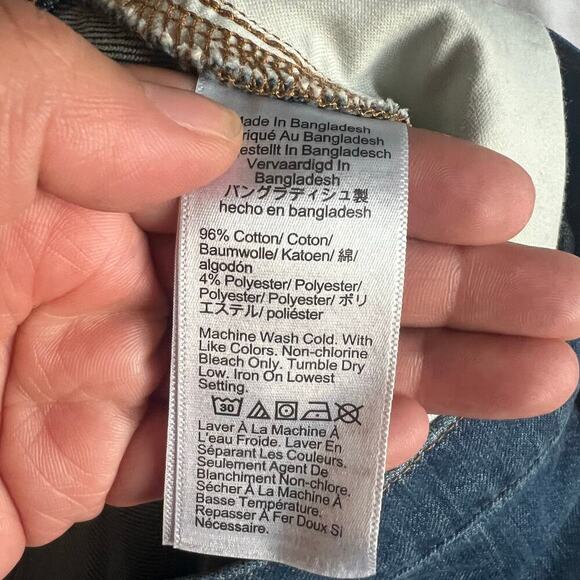 Made In Bangladesh
Fabriqué Au Bangladesh
Gestellt In Bangladesch
Vervaardigd In
Bangladesh
バングラディシュ製
hecho en bangladesh
96% Cotton/ Coton/
Baumwolle/ Katoen/ 綿/
algodón
4% Polyester/ Polyester/
Polyester/ Polyester/ ポリ
エステル/ poliéster
Machine Wash Cold. With
Like Colors. Non-chlorine
Bleach Only. Tumble Dry
Low. Iron On Lowest
Setting.
30
Laver À La Machine À
L'eau Froide. Laver En
Séparant Les Couleurs.
Seulement Agent De
Blanchiment Non-chlore.
Sécher À La Machine À
Basse Température.
Repasser À Fer Doux Si
Nécessaire.